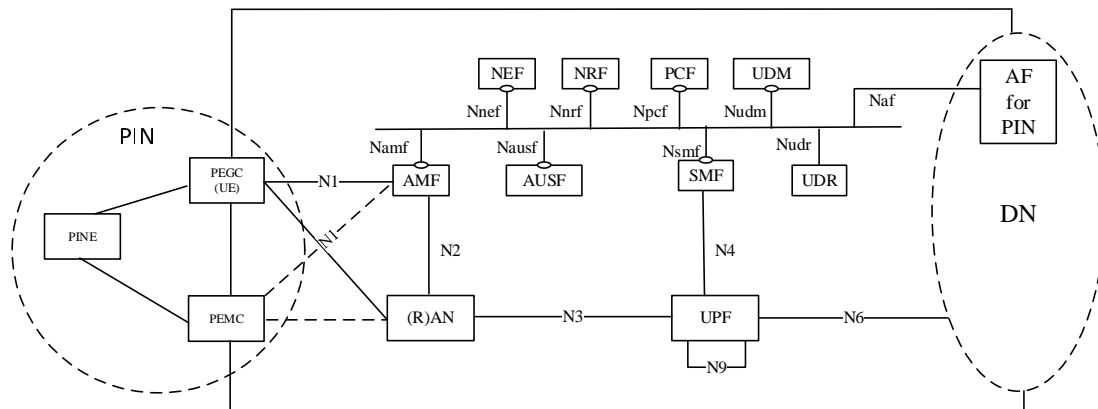 NEF
NRF
PCF
UDM
AF
for
PIN
Nnef
Nnrf
Npcf
Nudm
Naf
PIN
Namf
Nausf
Nsmf
Nudr
PEGC
(UE)
N1
AMF
AUSF
SMF
UDR
PINE
N1
N2
N4
DN
PEMC
(R)AN
N3
UPF
N6
N9